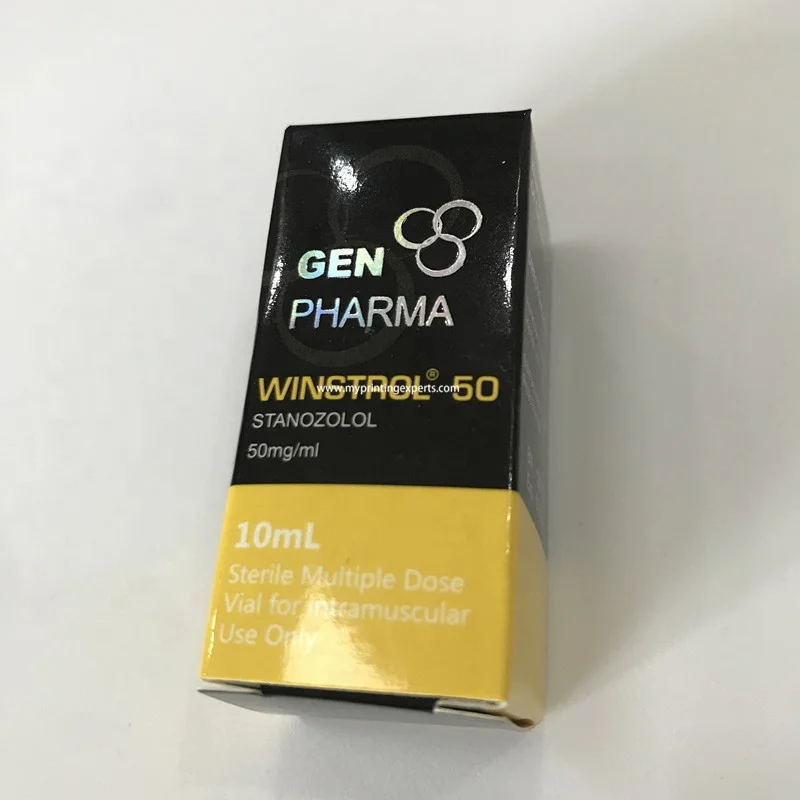 GEN
PHARMA
www.myprintingexperts.com
WINSTROL® 50
STANOZOLOL
50mg/ml
10mL
Sterile Multiple Dose
Vial for Intramuscular
Use Only